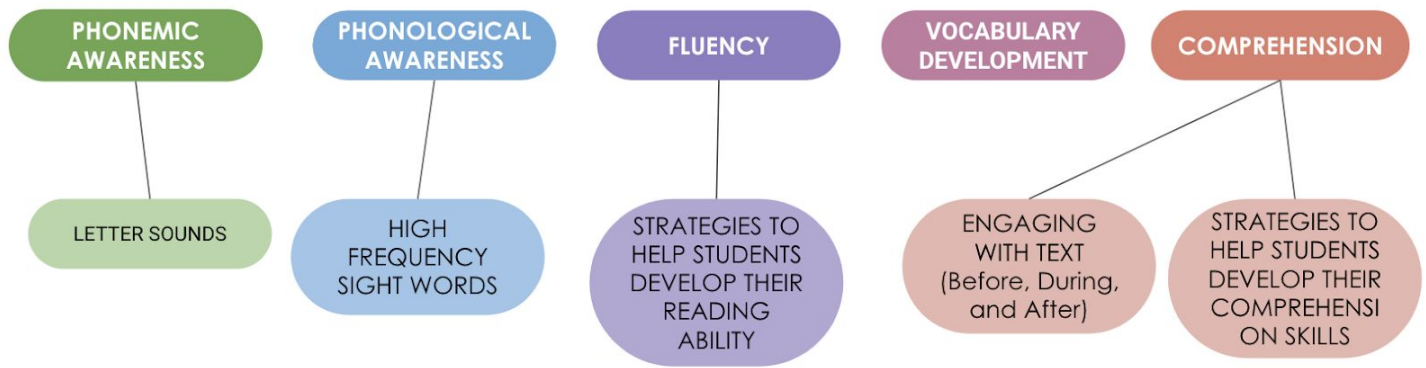 PHONEMIC
AWARENESS
PHONOLOGICAL
AWARENESS
FLUENCY
VOCABULARY
DEVELOPMENT
COMPREHENSION
LETTER SOUNDS
HIGH
FREQUENCY
SIGHT WORDS
STRATEGIES TO
HELP STUDENTS
DEVELOP THEIR
READING
ABILITY
ENGAGING
WITH TEXT
(Before, During,
and After)
STRATEGIES TO
HELP STUDENTS
DEVELOP THEIR
COMPREHENSI
ON SKILLS